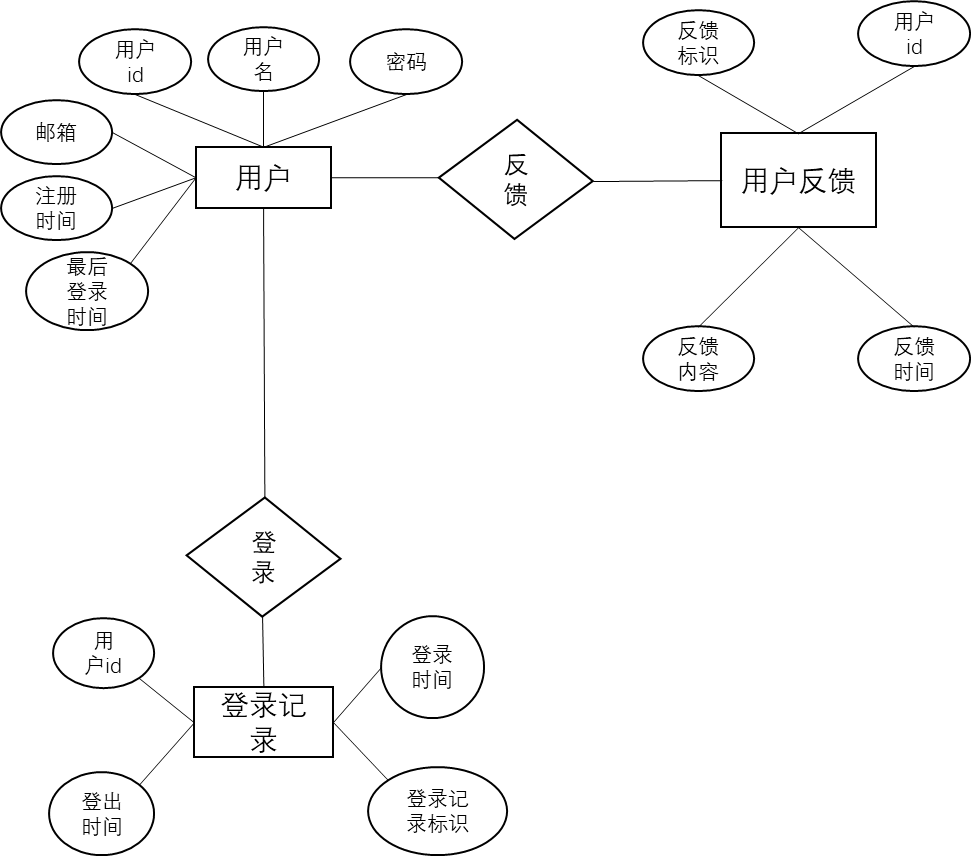 用户
id
用户
名
密码
反馈
标识
用户
id
邮箱
用户
反
馈
用户反馈
注册
时间
最后
登录
时间
反馈
内容
反馈
时间
登
录
用
户id
登录
时间
登录记
录
登出
时间
登录记
录标识